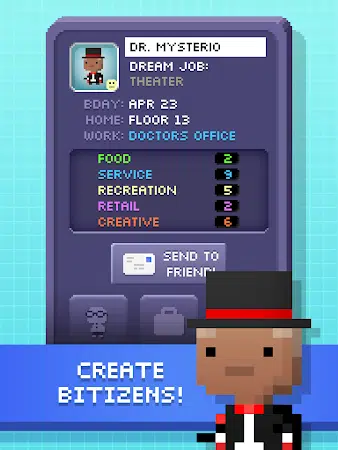 DR. MYSTERIO
DREAM JOB:
THEATER
BDAY: APR 23
HOME: FLOOR 13
WORK: DOCTORS OFFICE
FOOD 2
SERVICE 9
RECREATION 5
RETAIL 2
CREATIVE 6
SEND TO
FRIEND!
CREATE
BITIZENS!